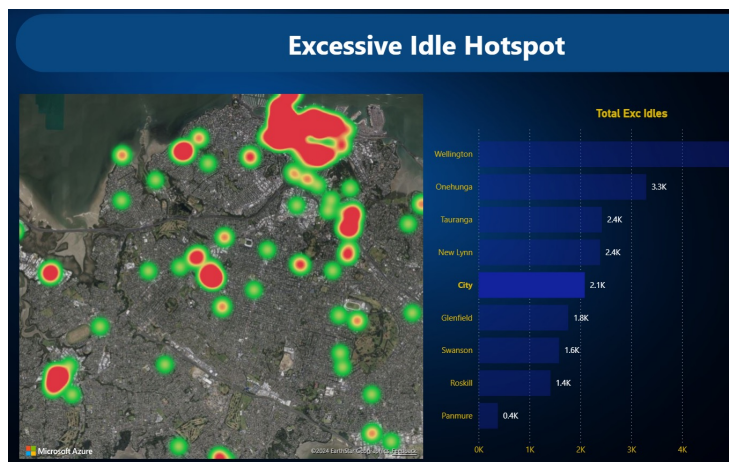 Excessive Idle Hotspot
Total Exc Idles
Wellington
Onehunga
3.3K
Tauranga
2.4K
New Lynn
2.4K
City
2.1K
Glenfield
1.8K
Swanson
1.6K
Roskill
1.4K
Panmure
0.4K
0K 1K 2K 3K 4K
Microsoft Azure
©2024 EarthStar Geographics Feedback